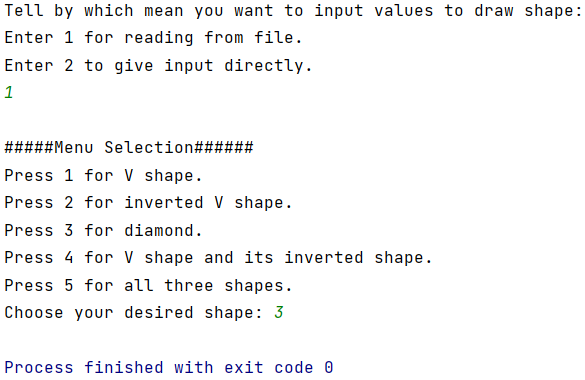 Tell by which mean you want to input values to draw shape:
Enter 1 for reading from file.
Enter 2 to give input directly.
1
#####Menu Selection######
Press 1 for V shape.
Press 2 for inverted V shape.
Press 3 for diamond.
Press 4 for V shape and its inverted shape.
Press 5 for all three shapes.
Choose your desired shape: 3
Process finished with exit code 0